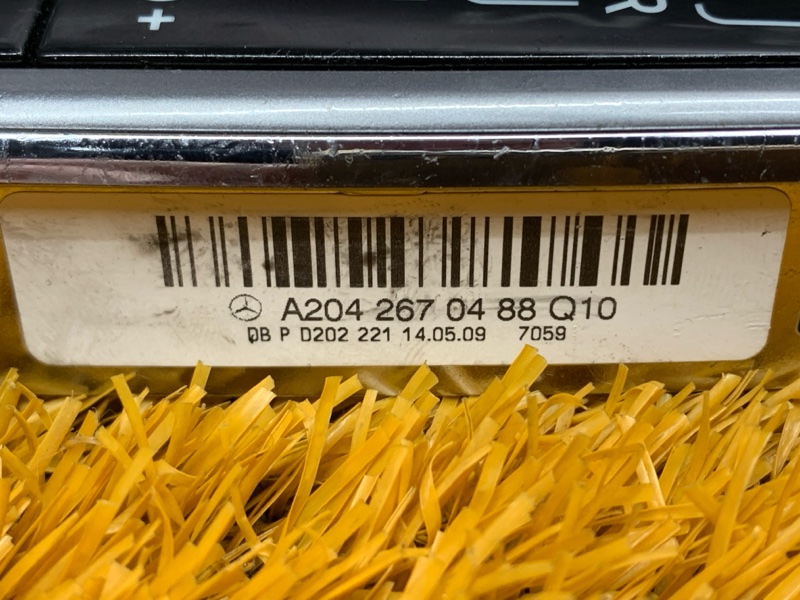 +
R
A204 267 04 88 Q10
DB P D202 221 14.05.09 7059